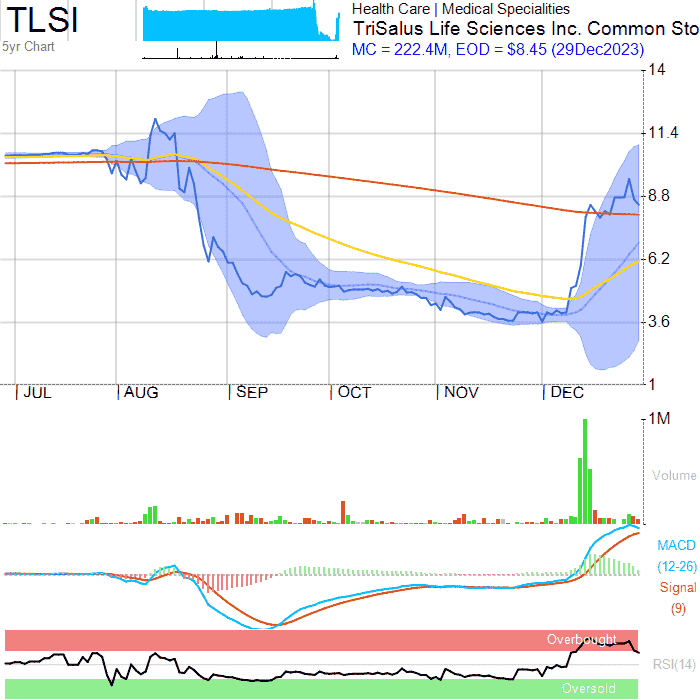 TLSI
5yr Chart
Health Care | Medical Specialities
TriSalus Life Sciences Inc. Common Sto
MC = 222.4M, EOD = $8.45 (29Dec2023)
14
11.4
8.8
6.2
3.6
1
JUL
AUG
SEP
OCT
NOV
DEC
1M
Volume
MACD
(12-26)
Signal
(9)
Overbought
RSI(14)
Oversold